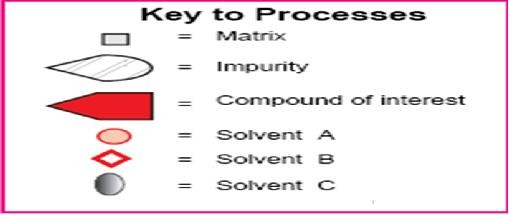 Key to Processes
= Matrix
= Impurity
= Compound of interest
= Solvent A
= Solvent B
= Solvent C